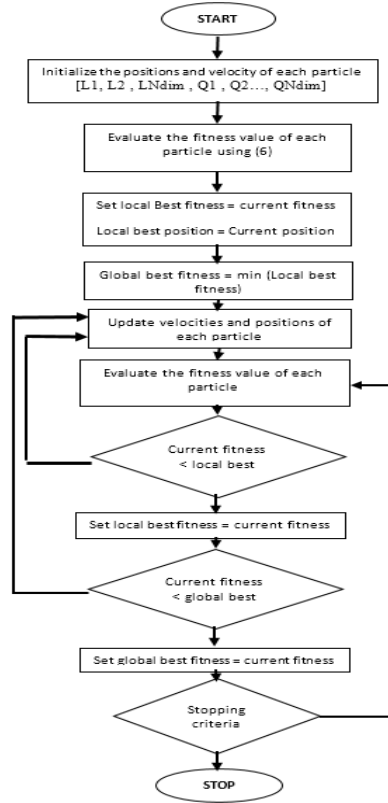 START
Initialize the positions and velocity of each particle
[L1, L2 , LNdim , Q1 , Q2..., QNdim]
Evaluate the fitness value of each
particle using (6)
Set local Best fitness = current fitness
Local best position = Current position
Global best fitness = min (Local best
fitness)
Update velocities and positions of
each particle
Evaluate the fitness value of each
particle
Current fitness
< local best
Set local best fitness = current fitness
Current fitness
< global best
Set global best fitness = current fitness
Stopping
criteria
STOP